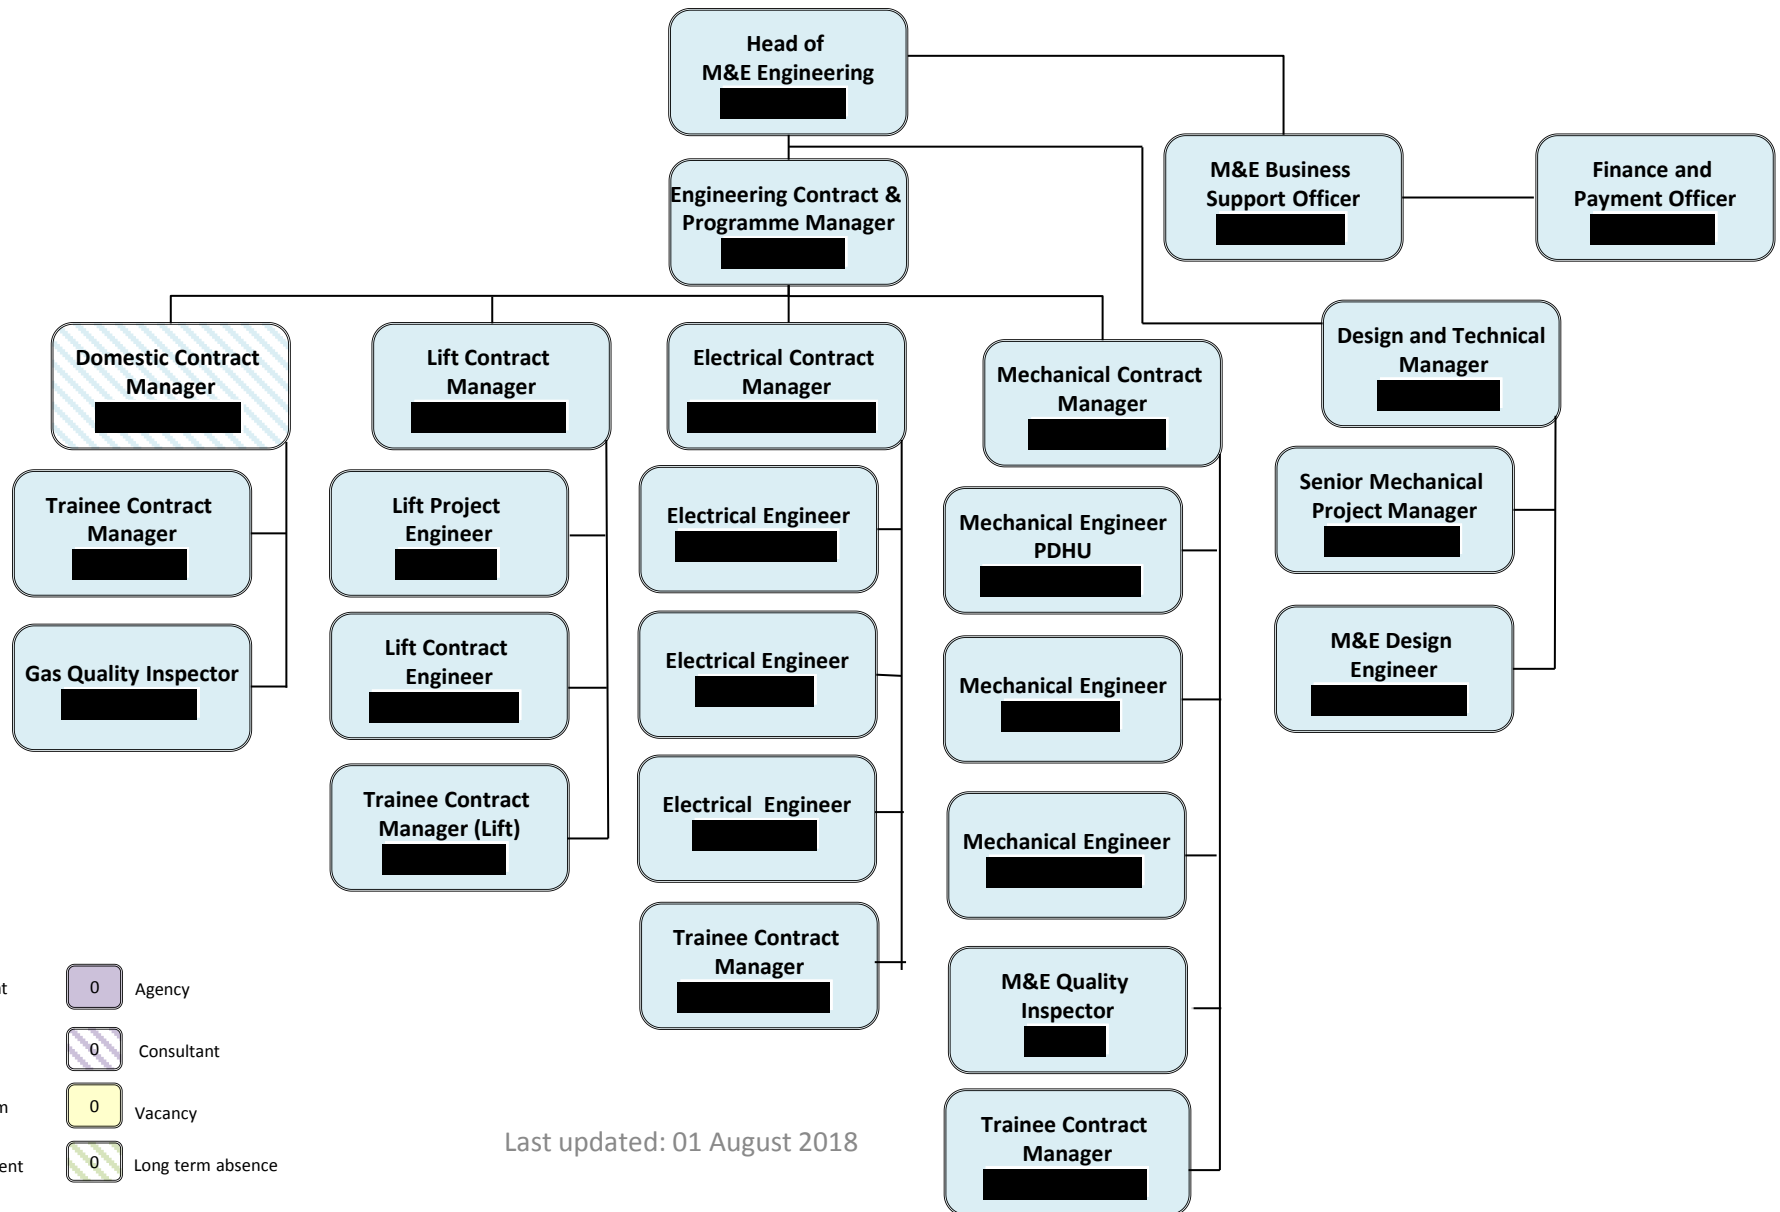 Head of
M&E Engineering
M&E Business
Support Officer
Finance and
Payment Officer
Engineering Contract &
Programme Manager
Domestic Contract
Manager
Lift Contract
Manager
Electrical Contract
Manager
Mechanical Contract
Manager
Design and Technical
Manager
Trainee Contract
Manager
Gas Quality Inspector
Lift Project
Engineer
Lift Contract
Engineer
Trainee Contract
Manager (Lift)
Electrical Engineer
Electrical Engineer
Electrical  Engineer
Trainee Contract
Manager
Mechanical Engineer
PDHU
Mechanical Engineer
Mechanical Engineer
M&E Quality
Inspector
Trainee Contract
Manager
Senior Mechanical
Project Manager
M&E Design
Engineer
0 Agency
0 Consultant
0 Vacancy
0 Long term absence
Last updated: 01 August 2018